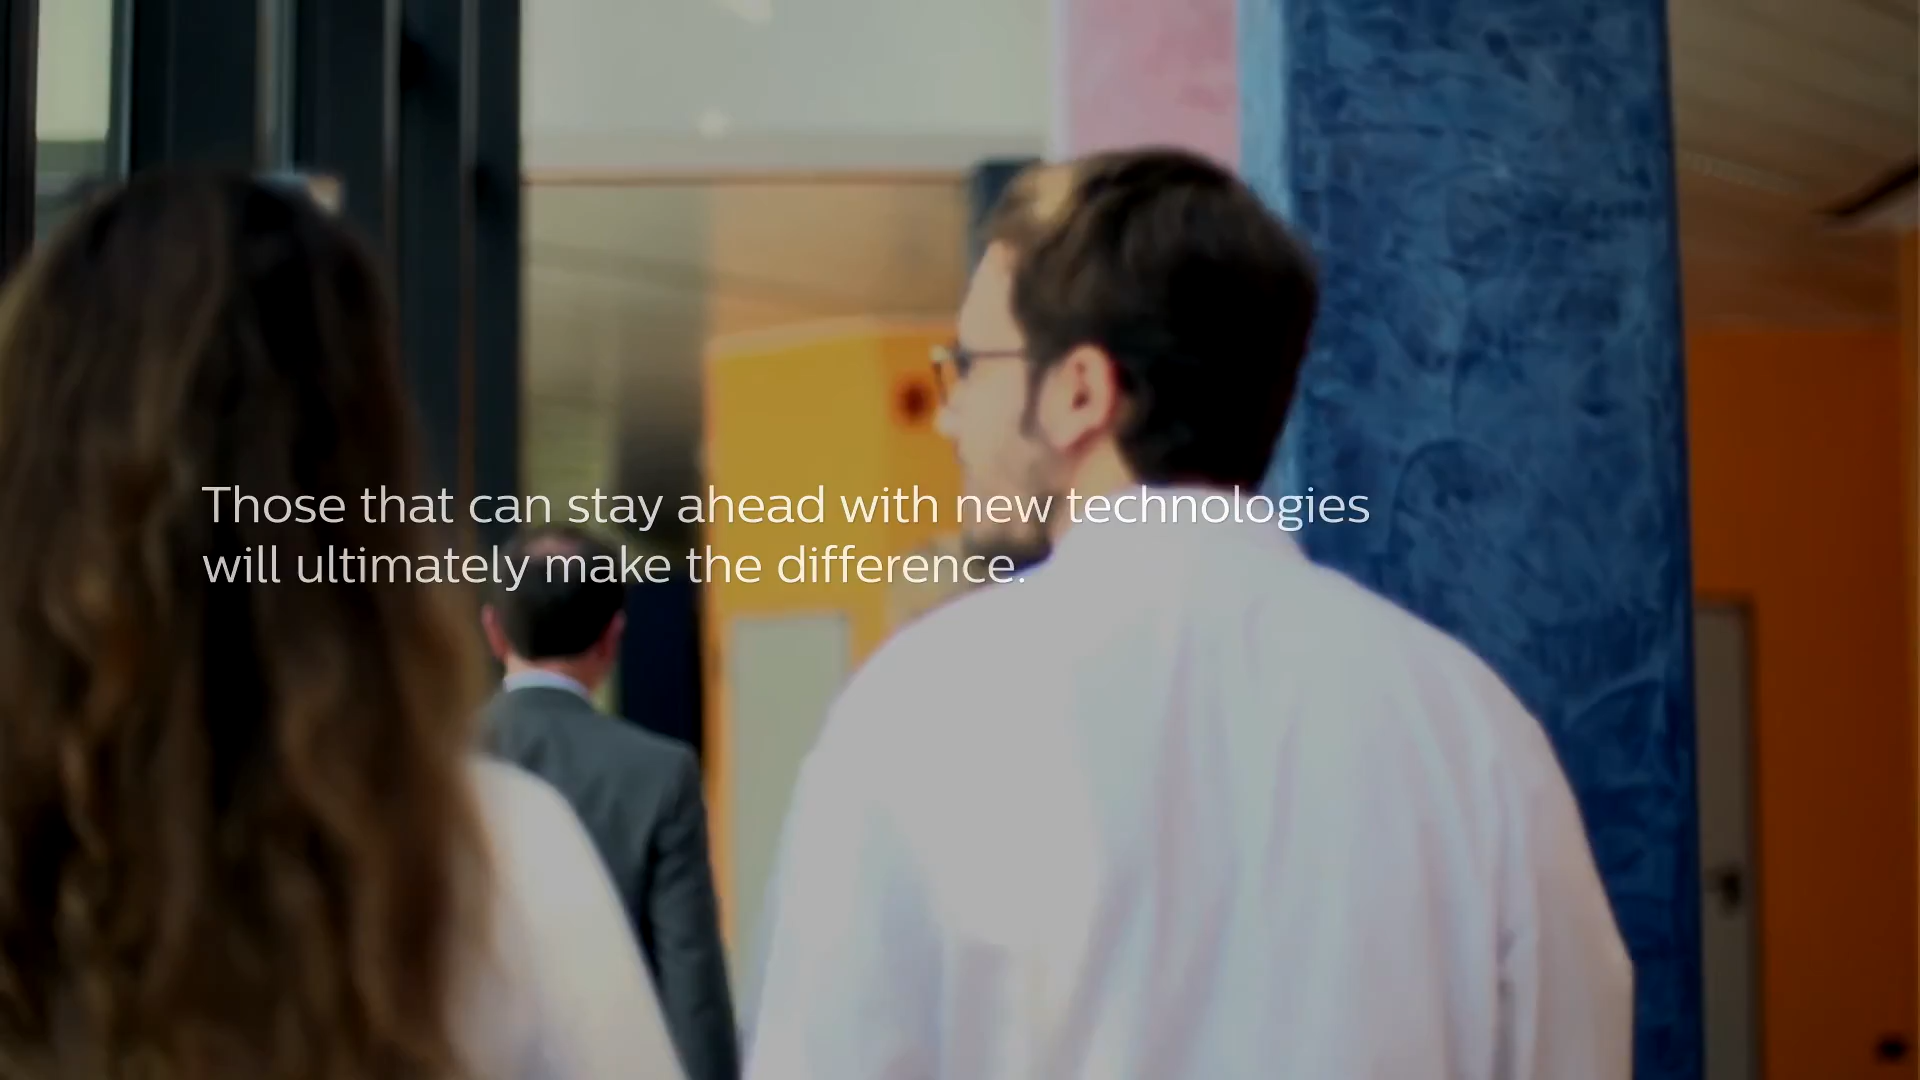 Those that can stay ahead with new technologies
will ultimately make the difference.